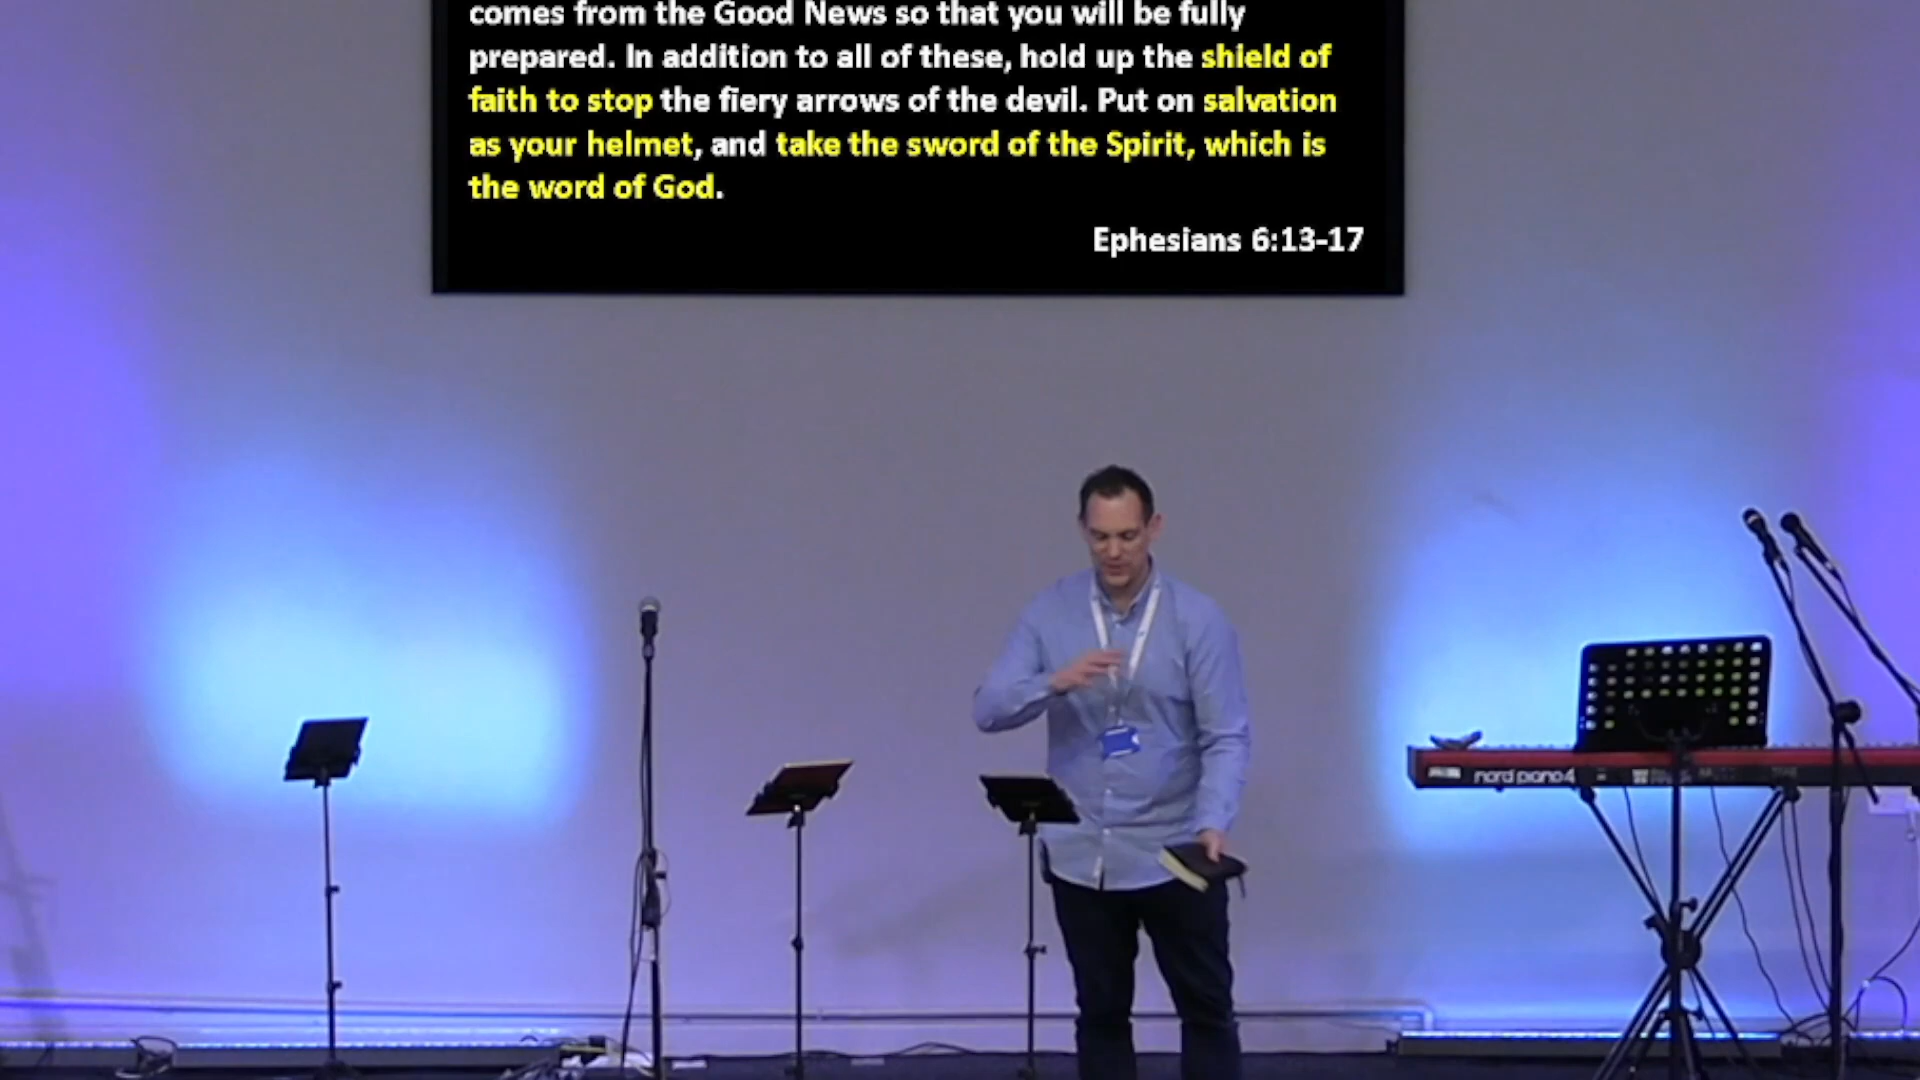 comes from the Good News so that you will be fully
prepared. In addition to all of these, hold up the shield of
faith to stop the fiery arrows of the devil. Put on salvation
as your helmet, and take the sword of the Spirit, which is
the word of God.
Ephesians 6:13-17
nord piano 4